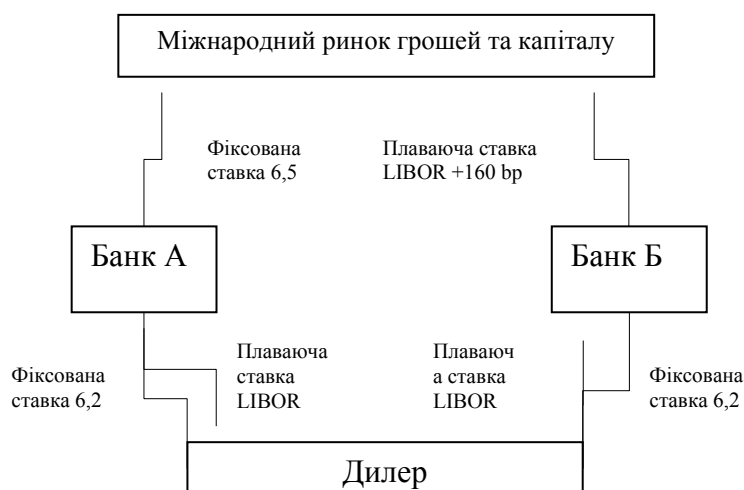 Міжнародний ринок грошей та капіталу
Фіксована
ставка 6,5
Плаваюча ставка
LIBOR +160 bp
Банк А
Банк Б
Фіксована
ставка 6,2
Плаваюча
ставка
LIBOR
Плаваюч
а ставка
LIBOR
Фіксована
ставка 6,2
Дилер